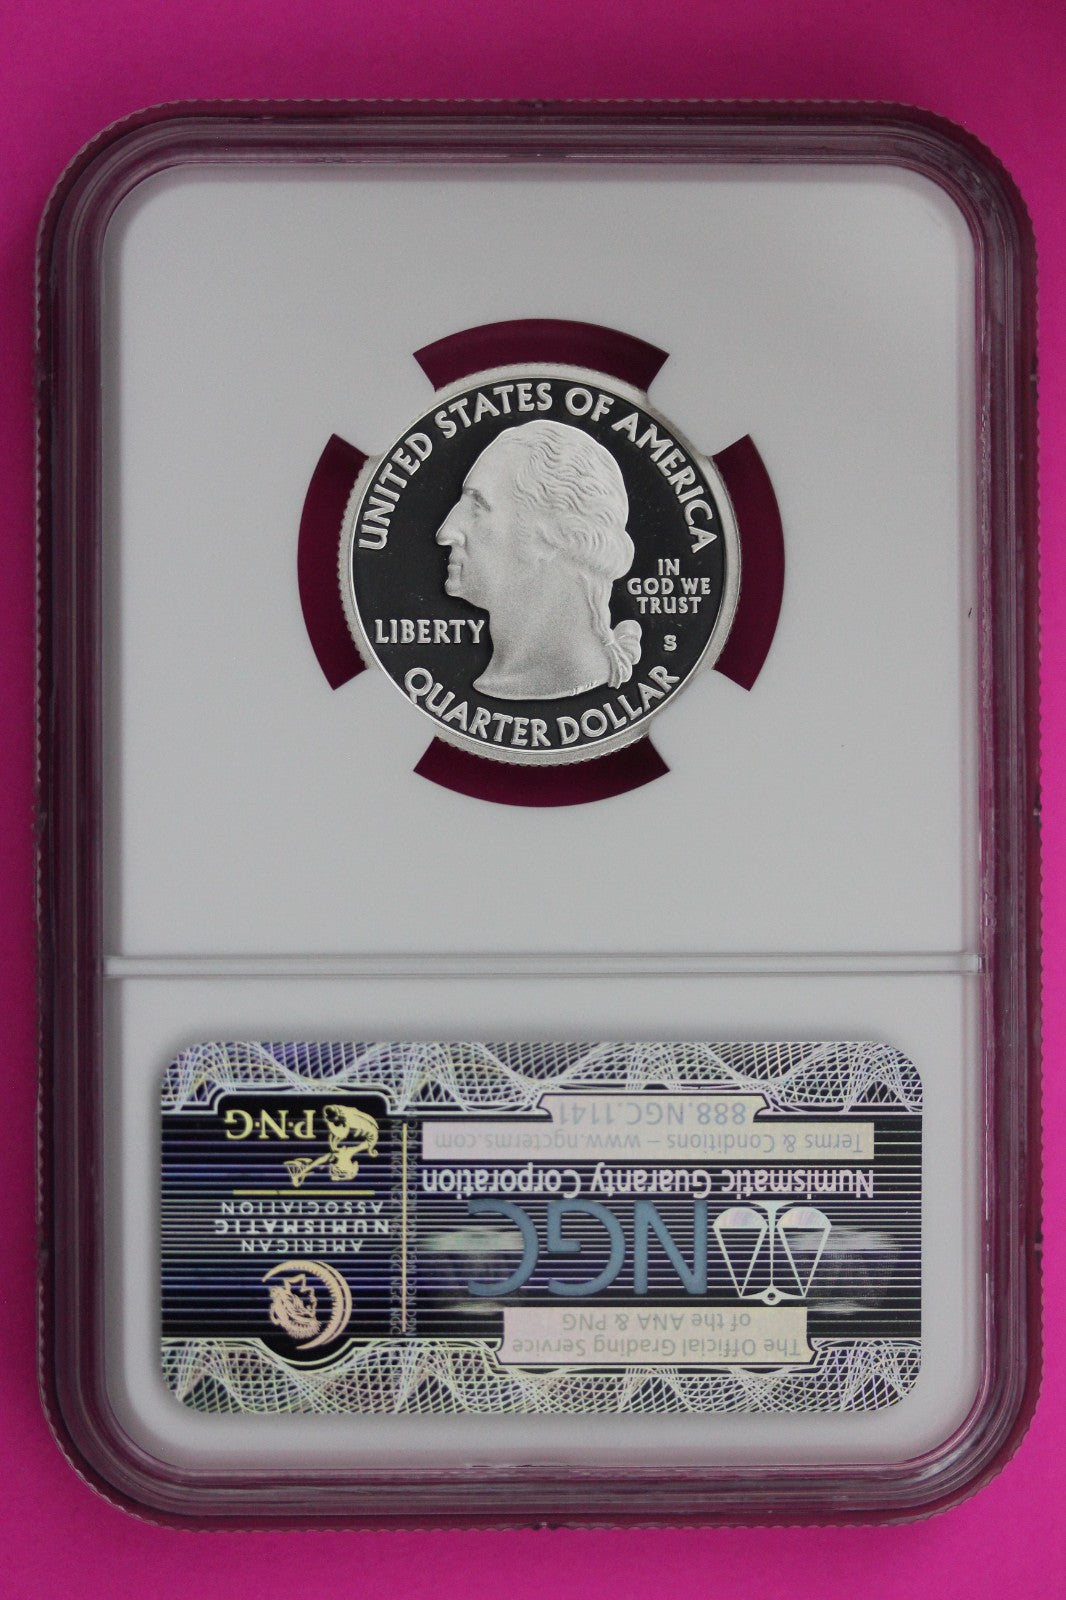 UNITED STATES OF AMERICA
LIBERTY
IN
GOD WE
TRUST
S
QUARTER DOLLAR
The Official Grading Service
of the ANA & PNG
NGC
Numismatic Guaranty Corporation
Terms & Conditions – www.ngcterms.com
888.NGC.1141
AMERICAN
NUMISMATIC
ASSOCIATION
P·N·G